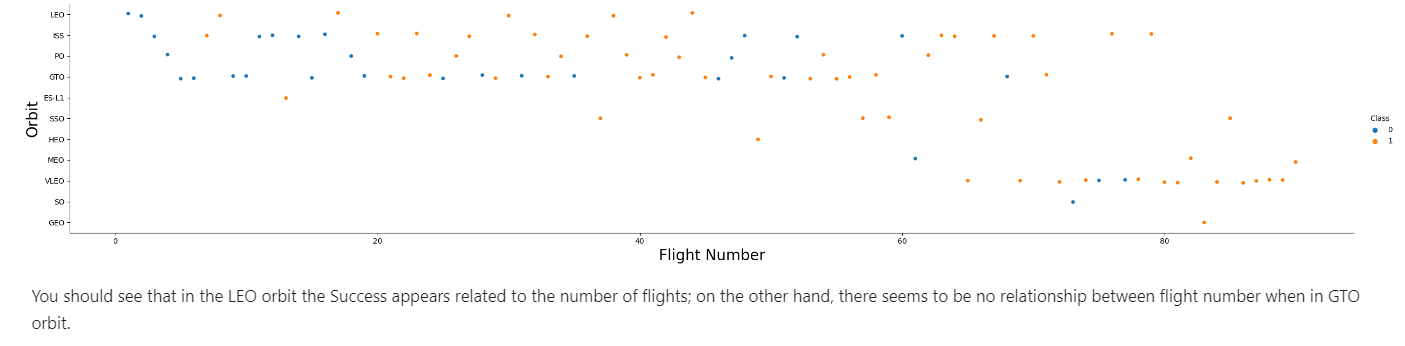 LEO
ISS
PO
GTO
ES-L1
SSO
HEO
MEO
VLEO
SO
GEO
Orbit
0 20 40 60 80
Flight Number
Class
0
1
You should see that in the LEO orbit the Success appears related to the number of flights; on the other hand, there seems to be no relationship between flight number when in GTO
orbit.